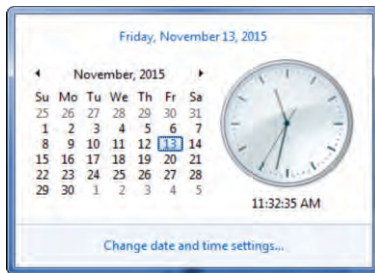 Friday, November 13, 2015
November, 2015
Su Mo Tu We Th Fr Sa
25 26 27 28 29 30 31
1 2 3 4 5 6 7
8 9 10 11 12 13 14
15 16 17 18 19 20 21
22 23 24 25 26 27 28
29 30 1 2 3 4 5
11:32:35 AM
Change date and time settings...